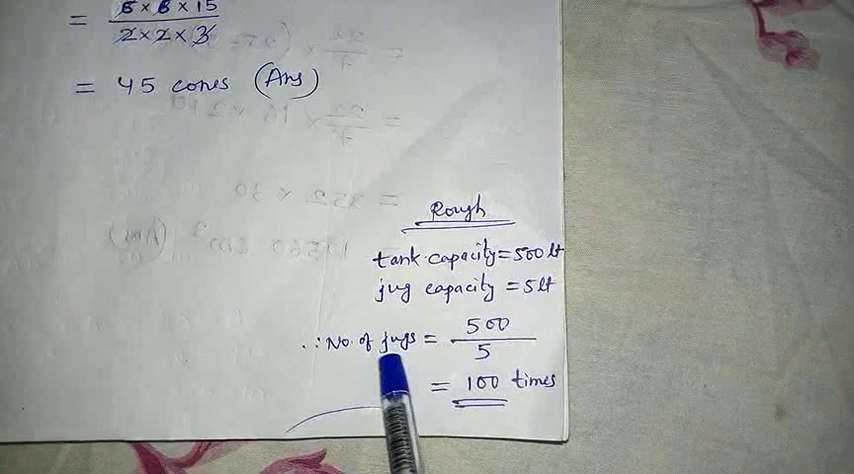 = 6 × 6 × 15 / 2 × 2 × 3
= 45 cones (Ans)
Rough
tank capacity = 500 lt
jug capacity = 5 lt
∴ No. of jugs = 500 / 5
= 100 times